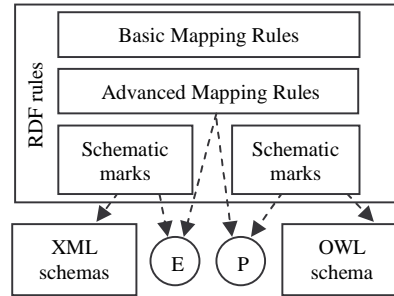 RDF rules
Basic Mapping Rules
Advanced Mapping Rules
Schematic
marks
Schematic
marks
XML
schemas
E
P
OWL
schema